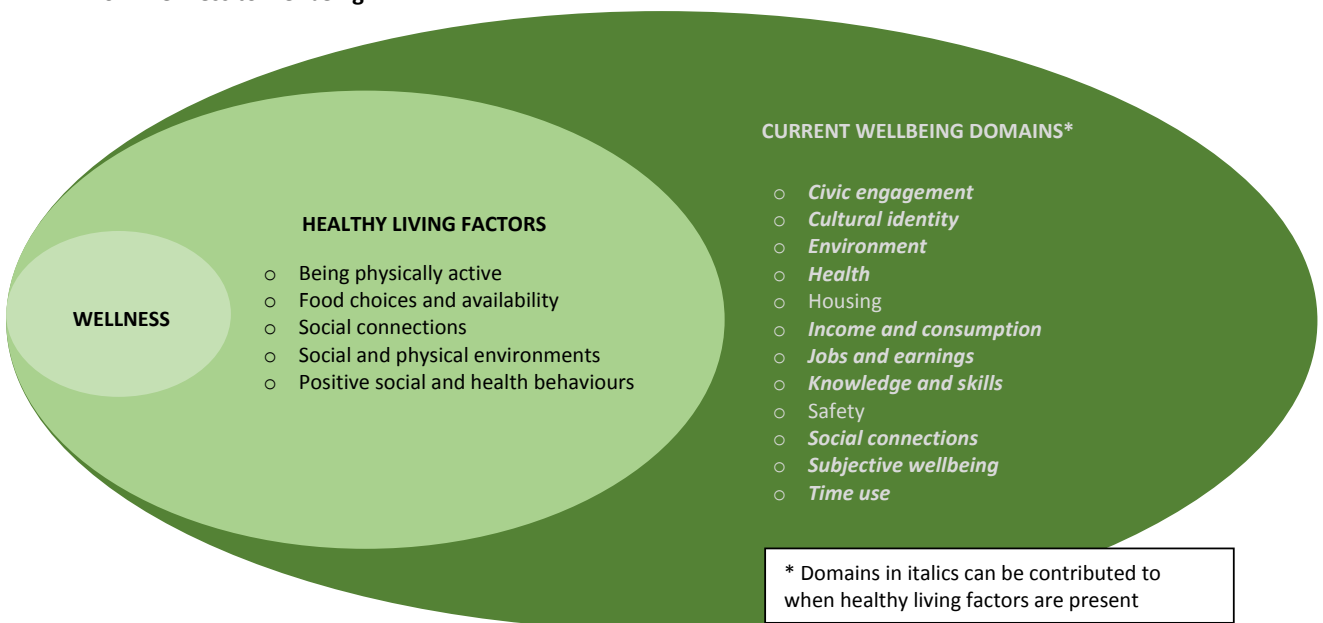 WELLNESS
HEALTHY LIVING FACTORS
o Being physically active
o Food choices and availability
o Social connections
o Social and physical environments
o Positive social and health behaviours
CURRENT WELLBEING DOMAINS*
o Civic engagement
o Cultural identity
o Environment
o Health
o Housing
o Income and consumption
o Jobs and earnings
o Knowledge and skills
o Safety
o Social connections
o Subjective wellbeing
o Time use
* Domains in italics can be contributed to
when healthy living factors are present